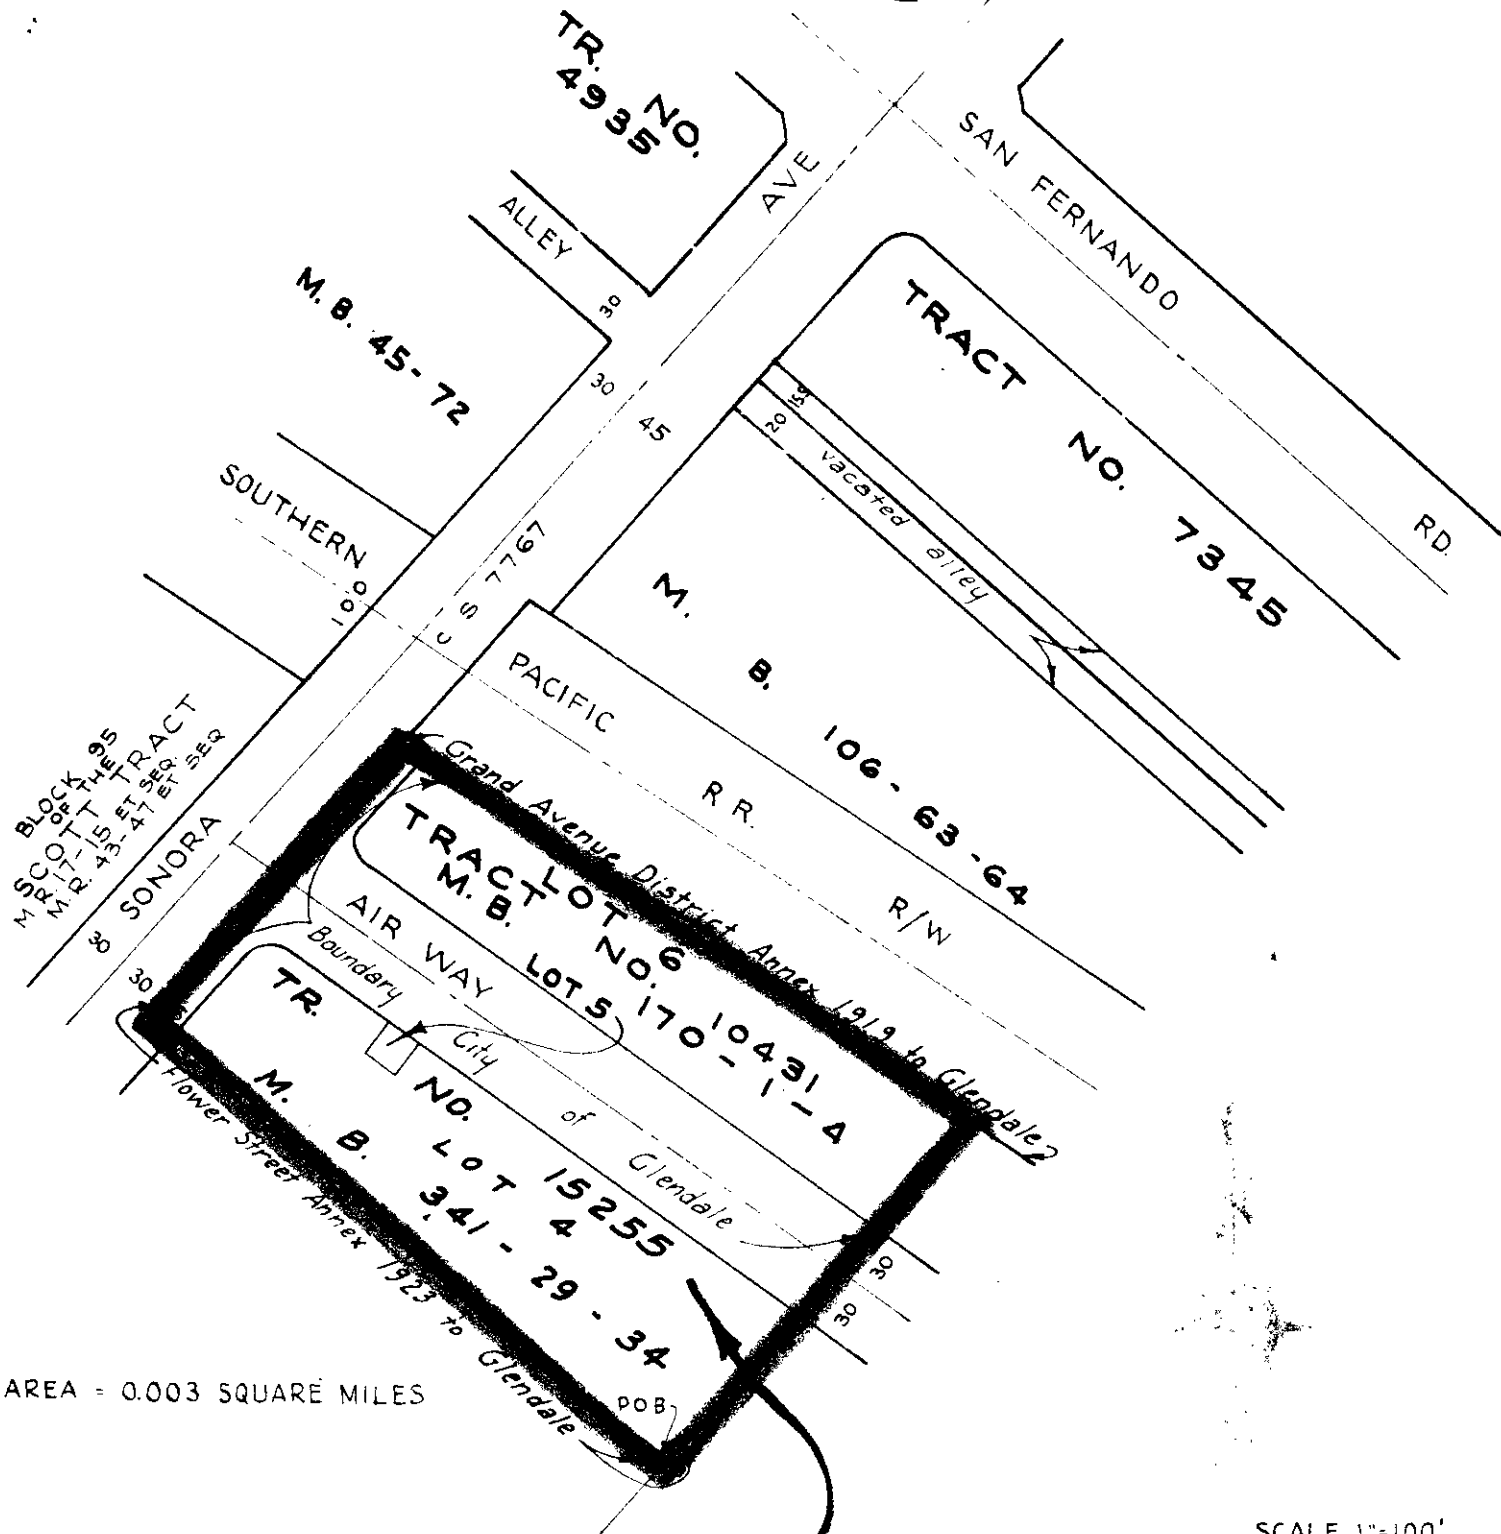 TR. NO.
4935
ALLEY
30
AVE
SAN FERNANDO RD.
M. B. 45-72
TRACT NO. 7345
30 45
15
20
vacated alley
SOUTHERN PACIFIC R R. R/W
100
C S 7767
M. B. 106-63-64
BLOCK 95
OF THE
SCOTT TRACT
M R. 17-15 ET SEQ.
M. R. 43-47 ET SEQ
SONORA
30
30
Grand Avenue District Annex 1919 to Glendale
LOT 6
TRACT NO. 10431
M. B. 170-1-4
LOT 5
AIR WAY
Boundary City of Glendale
TR. NO. 15255
LOT 4
M. B. 341-29-34
30
30
Flower Street Annex 1923 to Glendale
POB
AREA = 0.003 SQUARE MILES
SCALE 1"=100'